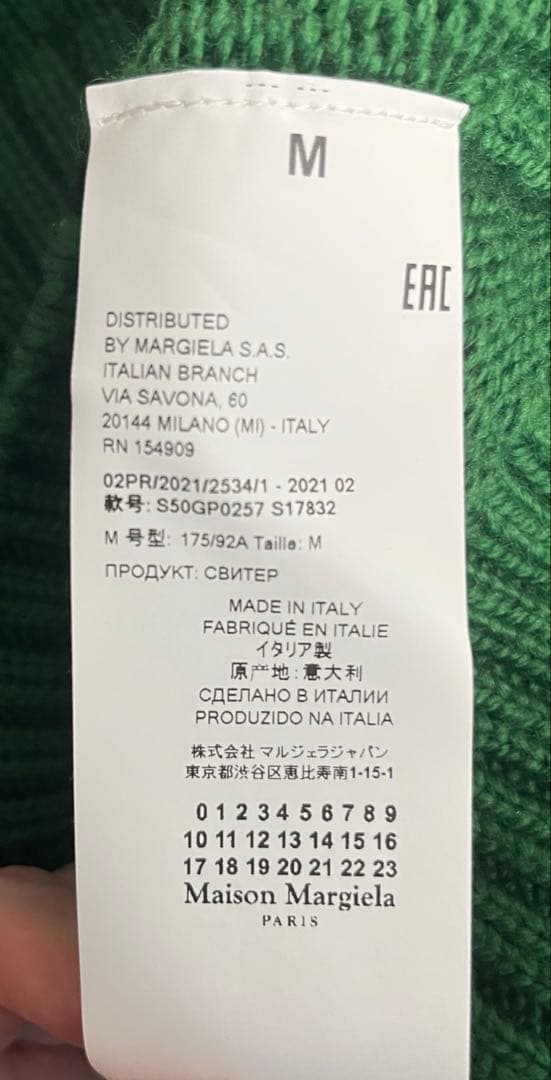 M
EAC
DISTRIBUTED
BY MARGIELA S.A.S.
ITALIAN BRANCH
VIA SAVONA, 60
20144 MILANO (MI) - ITALY
RN 154909
02PR/2021/2534/1 - 2021 02
款号: S50GP0257 S17832
M 号型: 175/92A Taille: M
ПРОДУКТ: СВИТЕР
MADE IN ITALY
FABRIQUÉ EN ITALIE
イタリア製
原产地: 意大利
СДЕЛАНО В ИТАЛИИ
PRODUZIDO NA ITALIA
株式会社 マルジェラジャパン
東京都渋谷区恵比寿南1-15-1
0 1 2 3 4 5 6 7 8 9
10 11 12 13 14 15 16
17 18 19 20 21 22 23
Maison Margiela
PARIS